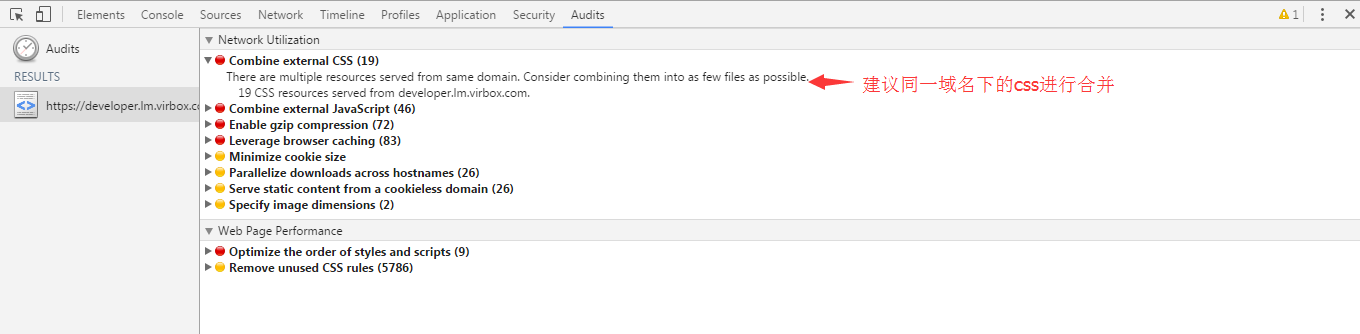 Elements Console Sources Network Timeline Profiles Application Security Audits 1
Audits
RESULTS
https://developer.lm.virbox.c
Network Utilization
Combine external CSS (19)
There are multiple resources served from same domain. Consider combining them into as few files as possible.
19 CSS resources served from developer.lm.virbox.com.
建议同一域名下的css进行合并
Combine external JavaScript (46)
Enable gzip compression (72)
Leverage browser caching (83)
Minimize cookie size
Parallelize downloads across hostnames (26)
Serve static content from a cookieless domain (26)
Specify image dimensions (2)
Web Page Performance
Optimize the order of styles and scripts (9)
Remove unused CSS rules (5786)